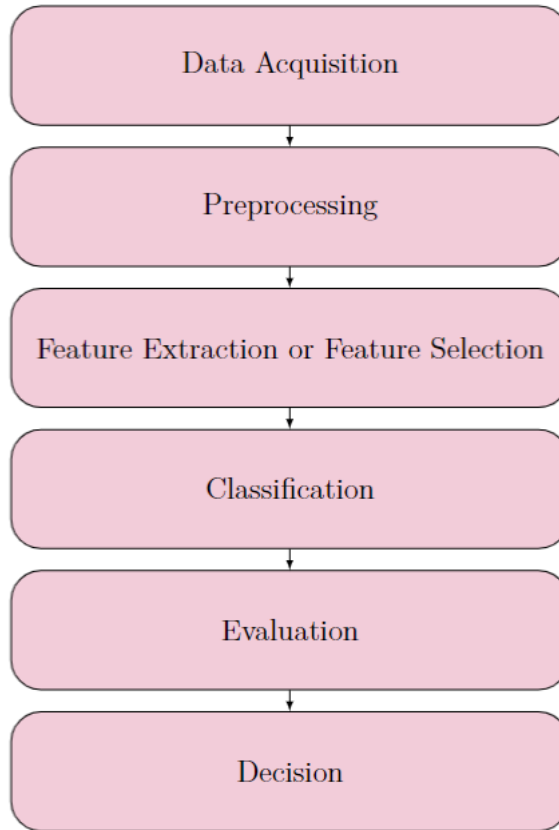 Data Acquisition
Preprocessing
Feature Extraction or Feature Selection
Classification
Evaluation
Decision